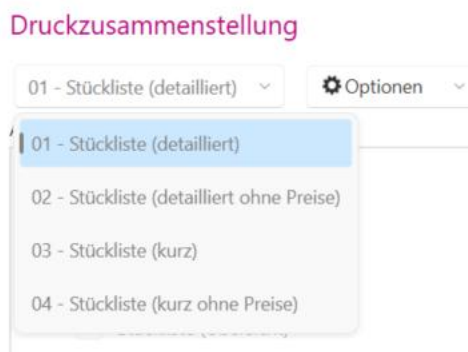 Druckzusammenstellung
01 - Stückliste (detailliert)
Optionen
01 - Stückliste (detailliert)
02 - Stückliste (detailliert ohne Preise)
03 - Stückliste (kurz)
04 - Stückliste (kurz ohne Preise)